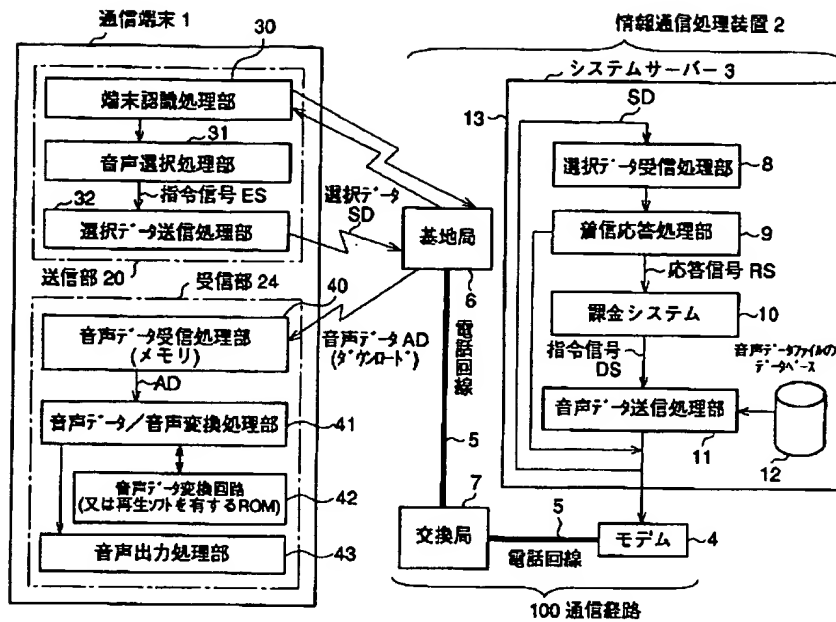 通信端末 1
30
端末認識処理部
31
音声選択処理部
32
指令信号 ES
選択データ送信処理部
送信部 20
受信部 24
40
音声データ受信処理部
(メモリ)
AD
音声データ/音声変換処理部
41
音声データ変換回路
(又は再生ソフトを有するROM)
42
音声出力処理部
43
選択データ
SD
基地局
6
音声データ AD
(ダウンロード)
電話回線
5
7
交換局
5
電話回線
モデム
4
100 通信経路
情報通信処理装置 2
システムサーバー 3
13
SD
選択データ受信処理部
8
着信応答処理部
9
応答信号 RS
課金システム
10
指令信号
DS
音声データファイルの
データベース
音声データ送信処理部
11
12